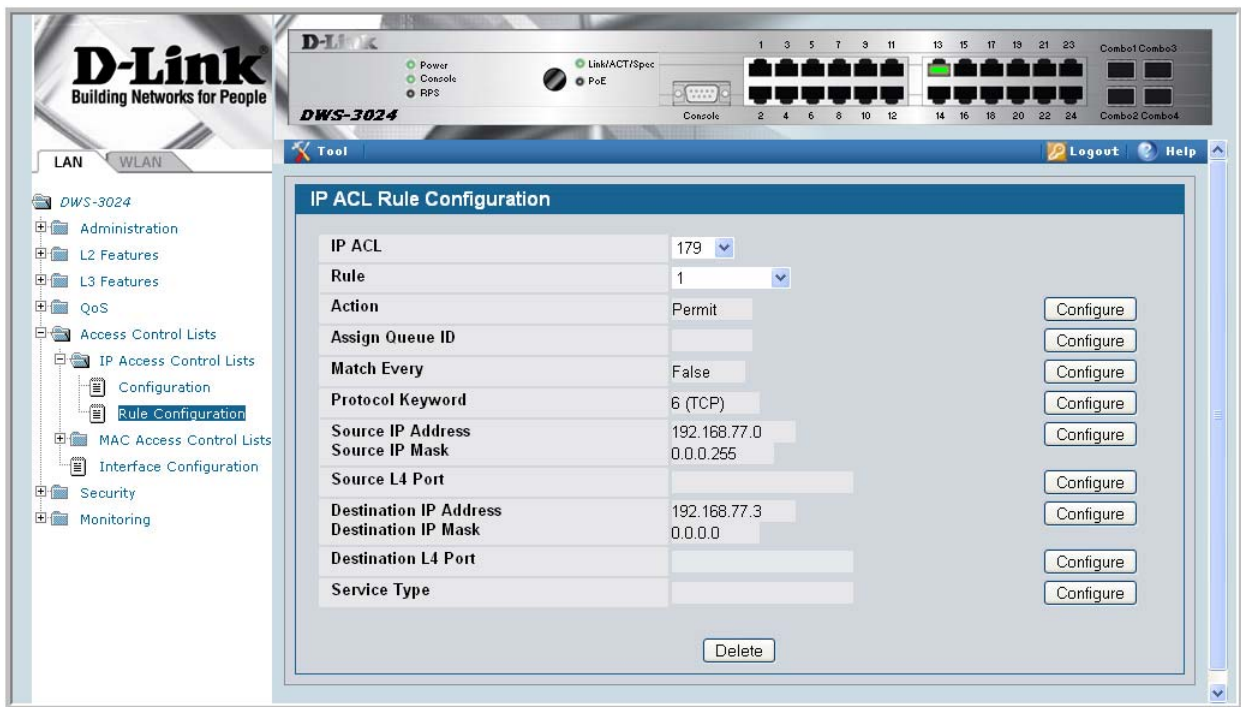 D-Link
Building Networks for People
D-Link
Power
Console
RPS
Link/ACT/Spec
PoE
DWS-3024
Console
1 3 5 7 9 11
2 4 6 8 10 12
13 15 17 19 21 23
14 16 18 20 22 24
Combo1 Combo3
Combo2 Combo4
LAN
WLAN
Tool
Logout
Help
DWS-3024
Administration
L2 Features
L3 Features
QoS
Access Control Lists
IP Access Control Lists
Configuration
Rule Configuration
MAC Access Control Lists
Interface Configuration
Security
Monitoring
IP ACL Rule Configuration
IP ACL 179
Rule 1
Action Permit Configure
Assign Queue ID Configure
Match Every False Configure
Protocol Keyword 6 (TCP) Configure
Source IP Address 192.168.77.0 Configure
Source IP Mask 0.0.0.255
Source L4 Port Configure
Destination IP Address 192.168.77.3 Configure
Destination IP Mask 0.0.0.0
Destination L4 Port Configure
Service Type Configure
Delete